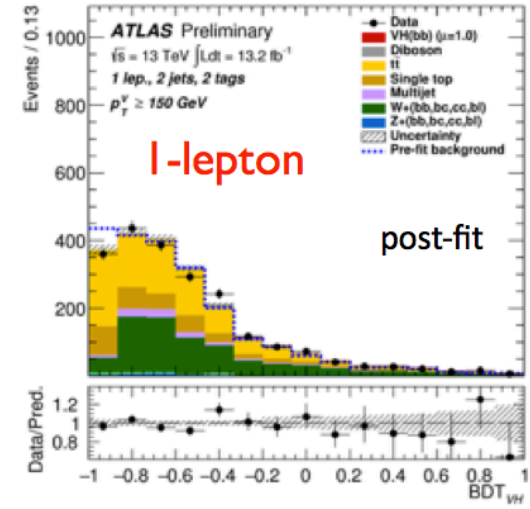 Events / 0.13
1000
800
600
400
200
ATLAS Preliminary
√s = 13 TeV ∫Ldt = 13.2 fb⁻¹
1 lep., 2 jets, 2 tags
p_T^V ≥ 150 GeV
Data
VH(bb) (μ=1.0)
Diboson
tt̄
Single top
Multijet
W+(bb,bc,cc,bl)
Z+(bb,bc,cc,bl)
Uncertainty
Pre-fit background
1-lepton
post-fit
Data/Pred.
1.2
1
0.8
-1 -0.8 -0.6 -0.4 -0.2 0 0.2 0.4 0.6 0.8 1
BDT_VH